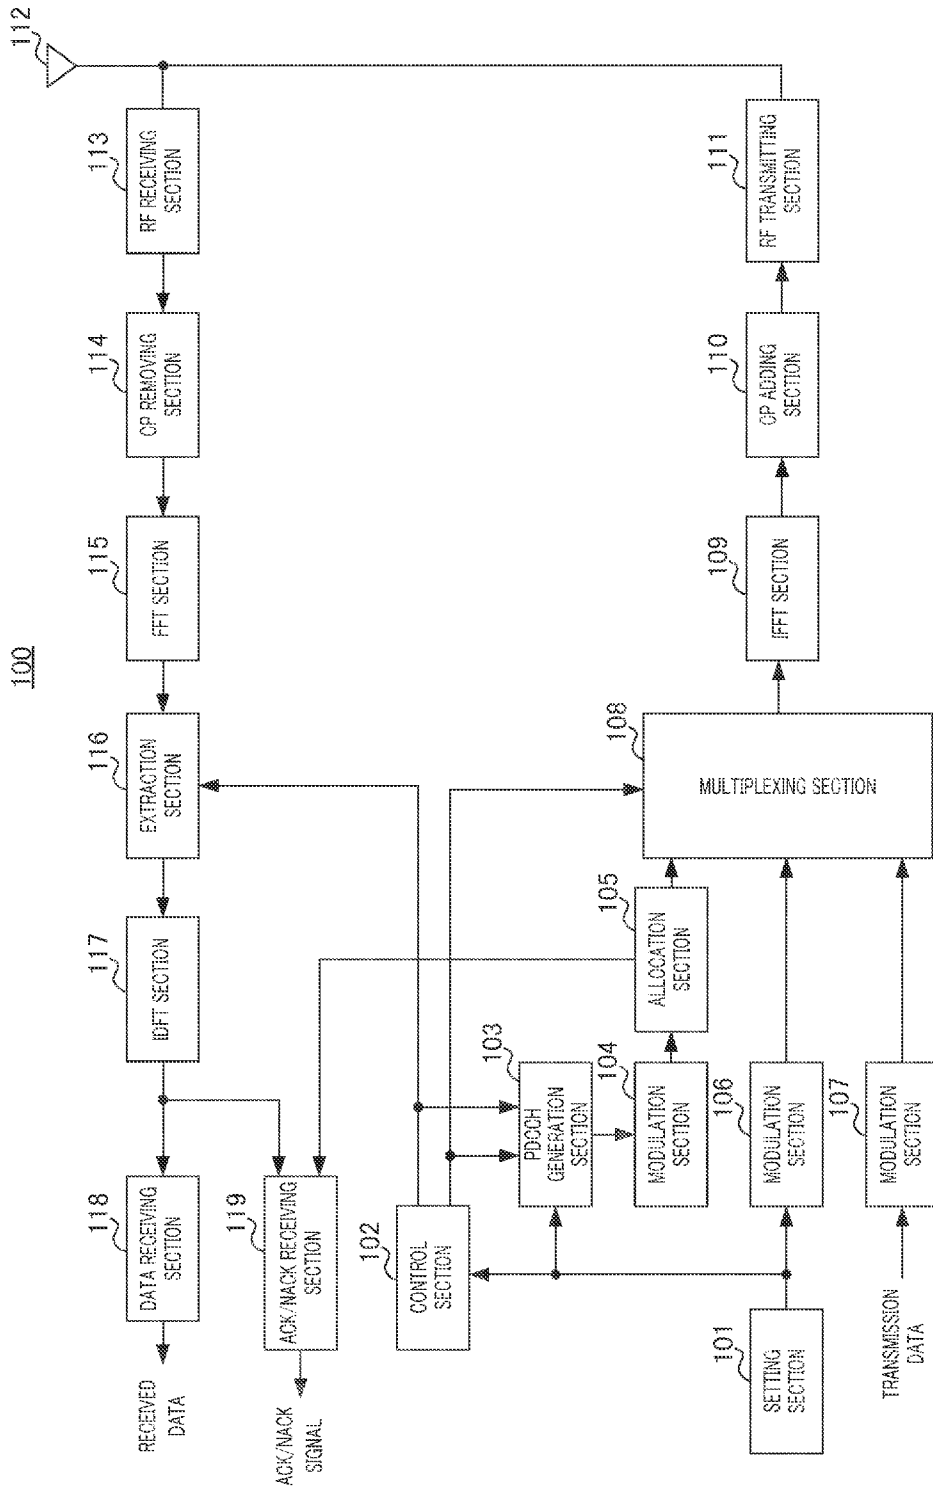 100
112
113
RF RECEIVING
SECTION
114
CP REMOVING
SECTION
115
FFT SECTION
116
EXTRACTION
SECTION
117
IDFT SECTION
118
DATA RECEIVING
SECTION
RECEIVED
DATA
119
ACK/NACK RECEIVING
SECTION
ACK/NACK
SIGNAL
102
CONTROL
SECTION
103
PDCCH
GENERATION
SECTION
104
MODULATION
SECTION
105
ALLOCATION
SECTION
101
SETTING
SECTION
106
MODULATION
SECTION
107
MODULATION
SECTION
TRANSMISSION
DATA
108
MULTIPLEXING SECTION
109
IFFT SECTION
110
CP ADDING
SECTION
111
RF TRANSMITTING
SECTION